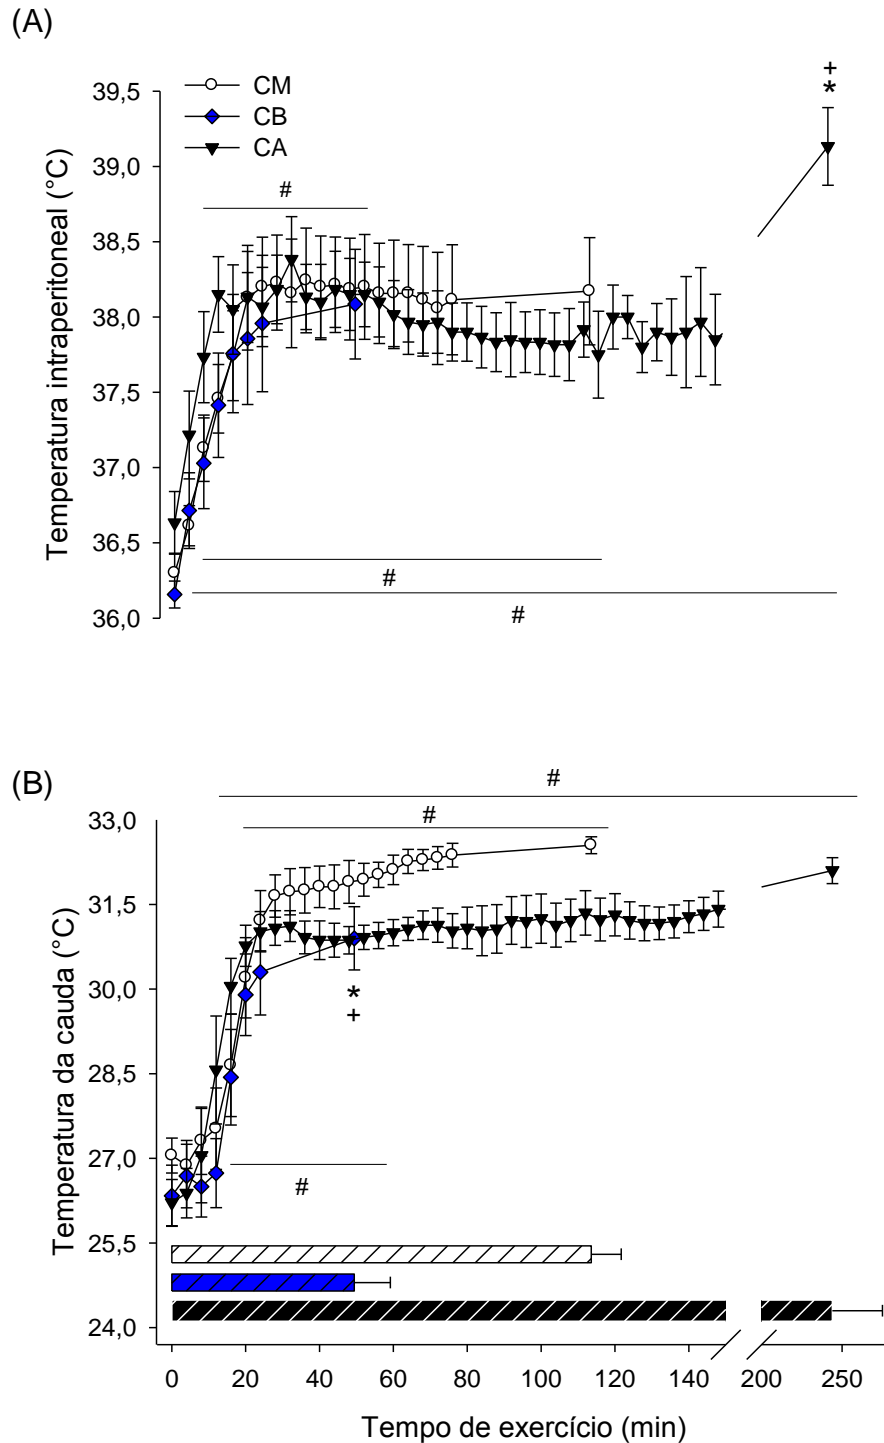 (A)
+
*
39,5
CM
CB
39,0
CA
#
38,5
38,0
37,5
37,0
36,5
#
36,0
#
Temperatura intraperitoneal (°C)
(B)
#
#
33,0
31,5
30,0
*
+
28,5
27,0
#
25,5
24,0
Temperatura da cauda (°C)
0 20 40 60 80 100 120 140 200 250
Tempo de exercício (min)